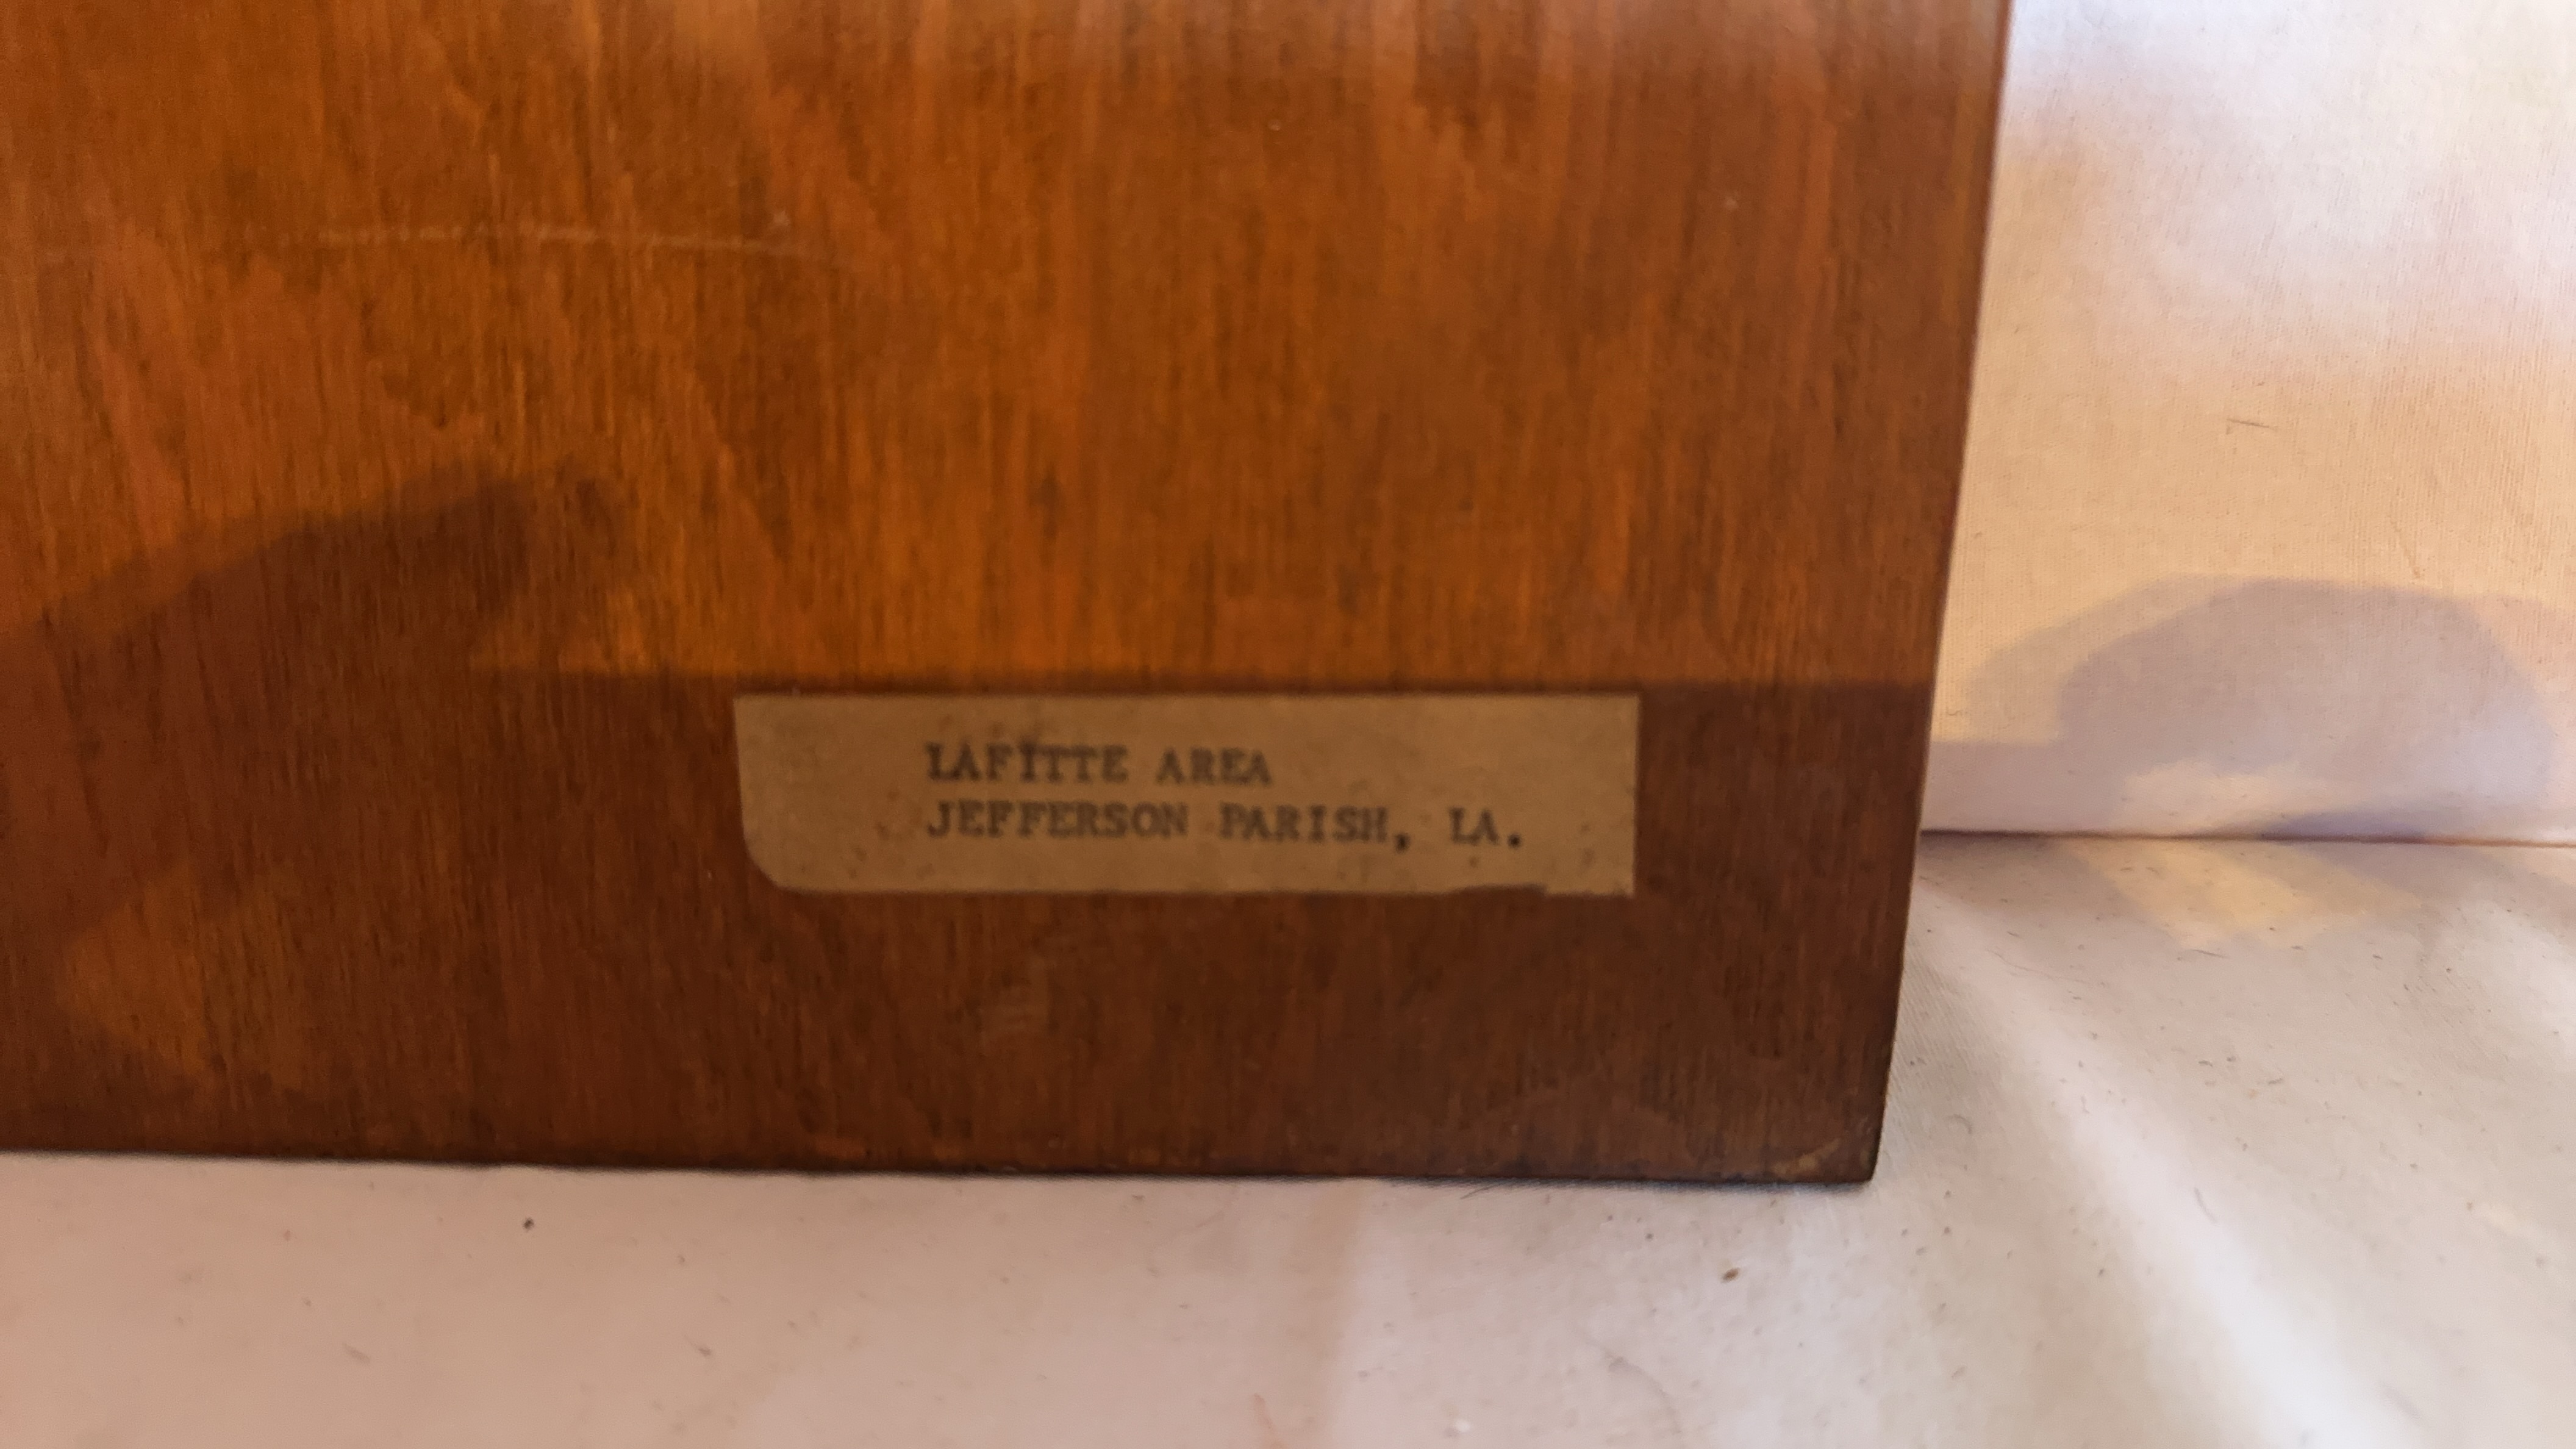 LAFITTE AREA
JEFFERSON PARISH, LA.